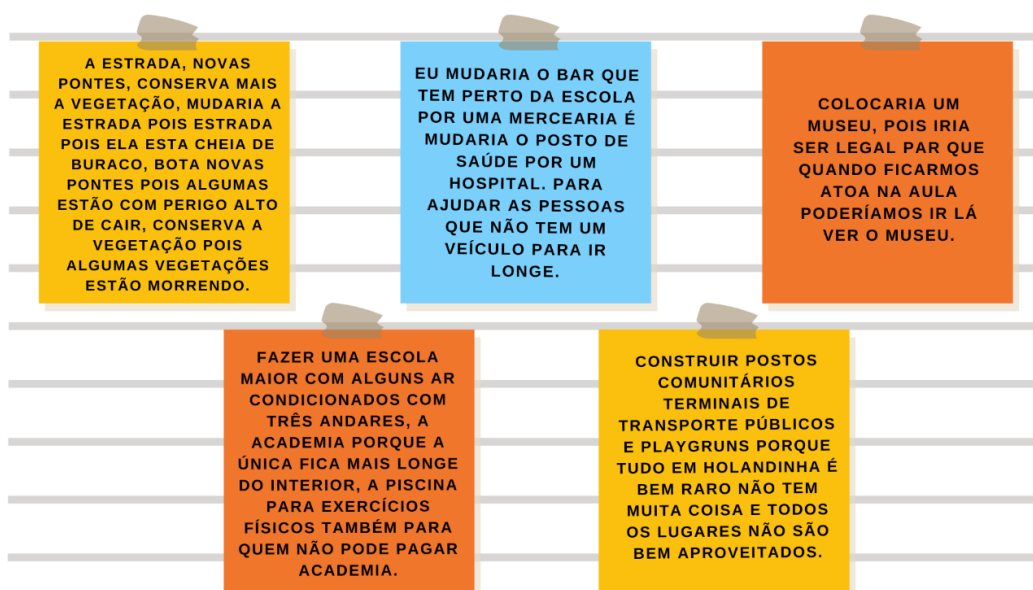 A ESTRADA, NOVAS
PONTES, CONSERVA MAIS
A VEGETAÇÃO, MUDARIA A
ESTRADA POIS ESTRADA
POIS ELA ESTA CHEIA DE
BURACO, BOTA NOVAS
PONTES POIS ALGUMAS
ESTÃO COM PERIGO ALTO
DE CAIR, CONSERVA A
VEGETAÇÃO POIS
ALGUMAS VEGETAÇÕES
ESTÃO MORRENDO.
EU MUDARIA O BAR QUE
TEM PERTO DA ESCOLA
POR UMA MERCEARIA É
MUDARIA O POSTO DE
SAÚDE POR UM
HOSPITAL. PARA
AJUDAR AS PESSOAS
QUE NÃO TEM UM
VEÍCULO PARA IR
LONGE.
COLOCARIA UM
MUSEU, POIS IRIA
SER LEGAL PAR QUE
QUANDO FICARMOS
ATOA NA AULA
PODERÍAMOS IR LÁ
VER O MUSEU.
FAZER UMA ESCOLA
MAIOR COM ALGUNS AR
CONDICIONADOS COM
TRÊS ANDARES, A
ACADEMIA PORQUE A
ÚNICA FICA MAIS LONGE
DO INTERIOR, A PISCINA
PARA EXERCÍCIOS
FÍSICOS TAMBÉM PARA
QUEM NÃO PODE PAGAR
ACADEMIA.
CONSTRUIR POSTOS
COMUNITÁRIOS
TERMINAIS DE
TRANSPORTE PÚBLICOS
E PLAYGRUNS PORQUE
TUDO EM HOLANDINHA É
BEM RARO NÃO TEM
MUITA COISA E TODOS
OS LUGARES NÃO SÃO
BEM APROVEITADOS.